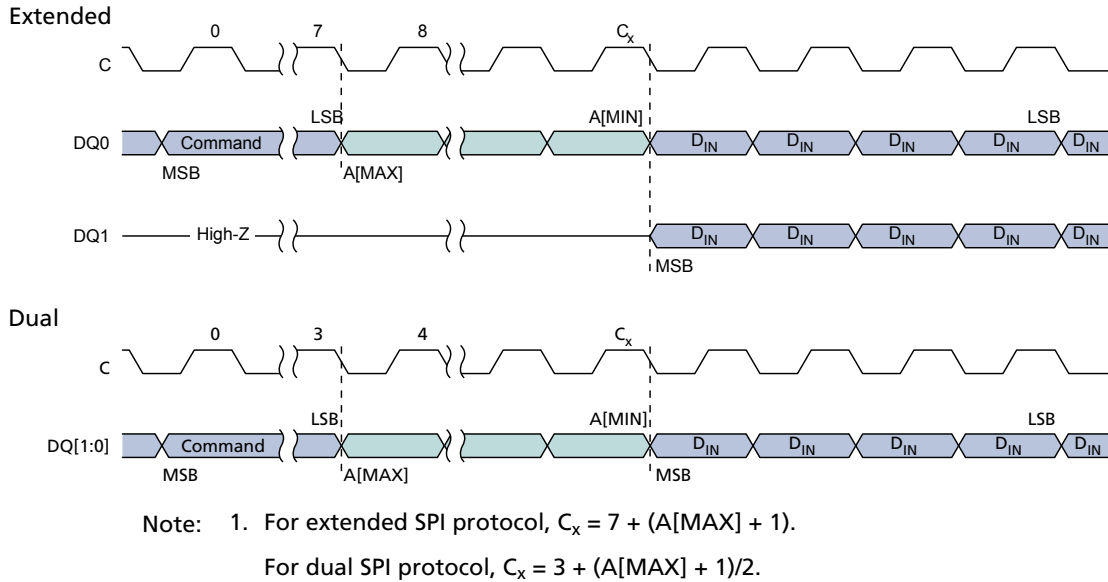 Extended
0 7 8 Cx
C
LSB A[MIN] LSB
DQ0 Command DIN DIN DIN DIN DIN
MSB A[MAX]
DQ1 High-Z DIN DIN DIN DIN DIN
MSB
Dual
0 3 4 Cx
C
LSB A[MIN] LSB
DQ[1:0] Command DIN DIN DIN DIN DIN
MSB A[MAX] MSB
Note: 1. For extended SPI protocol, Cx = 7 + (A[MAX] + 1).
For dual SPI protocol, Cx = 3 + (A[MAX] + 1)/2.